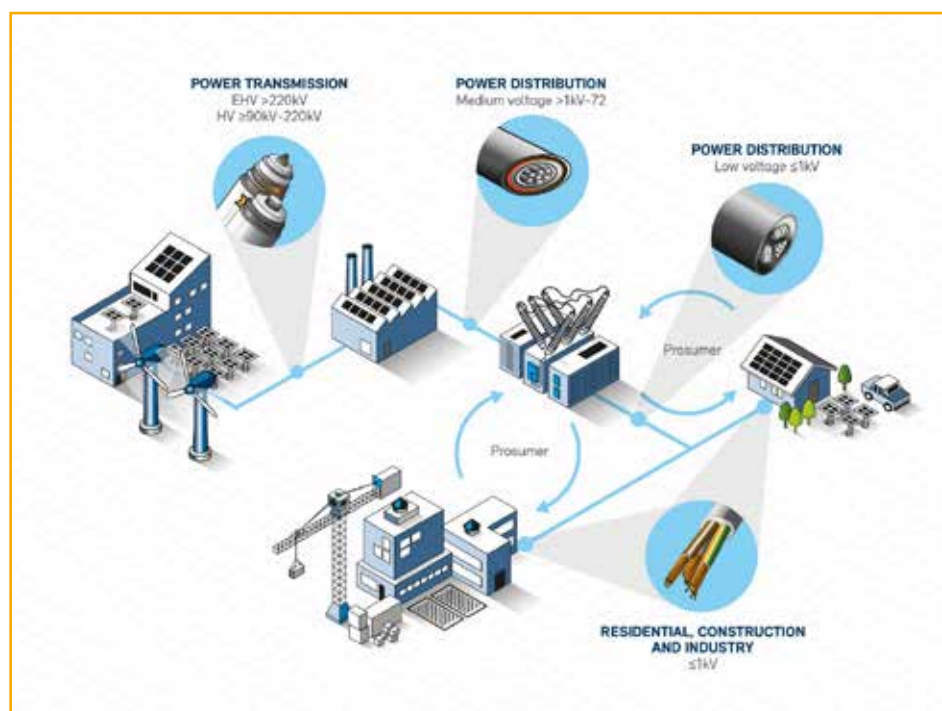 POWER TRANSMISSION
EHV >220kV
HV ≥90kV-220kV
POWER DISTRIBUTION
Medium voltage >1kV-72
POWER DISTRIBUTION
Low voltage ≤1kV
Prosumer
Prosumer
RESIDENTIAL, CONSTRUCTION
AND INDUSTRY
≤1kV